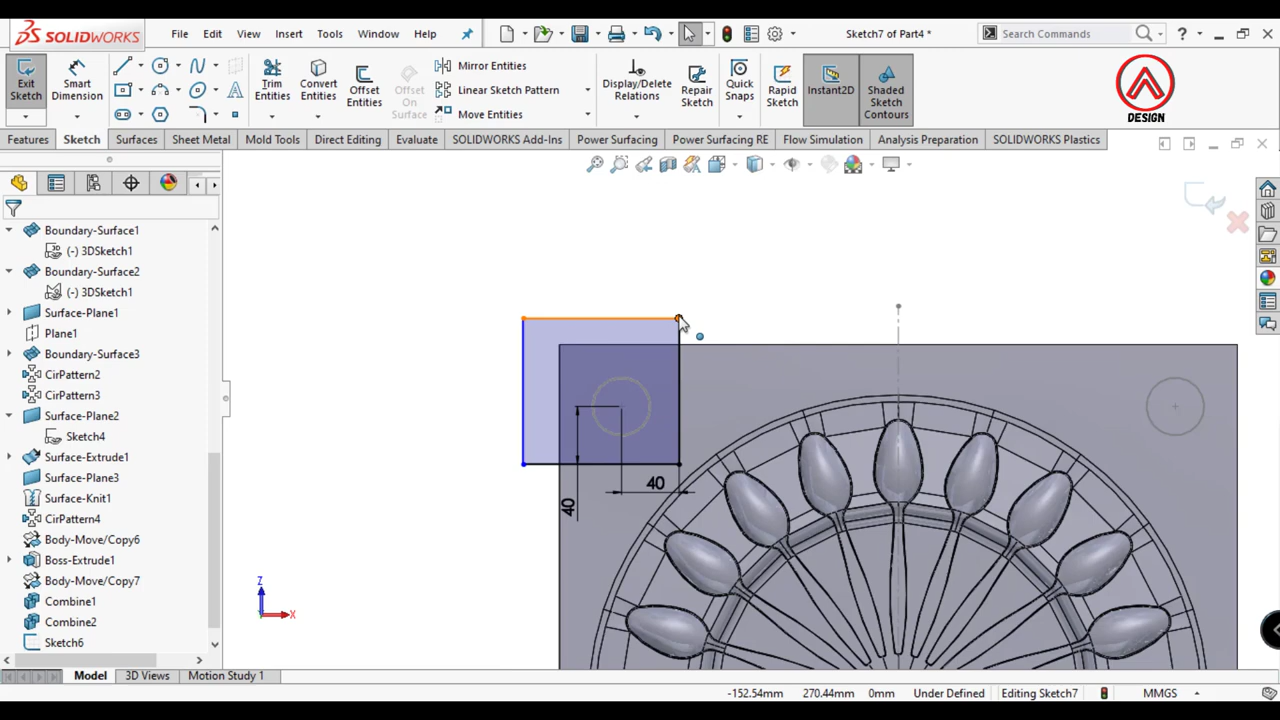 SOLIDWORKS
File Edit View Insert Tools Window Help
Sketch7 of Part4 *
Search Commands
?
Exit Sketch
Smart Dimension
Trim Entities
Convert Entities
Offset Entities
Offset On Surface
Mirror Entities
Linear Sketch Pattern
Move Entities
Display/Delete Relations
Repair Sketch
Quick Snaps
Rapid Sketch
Instant2D
Shaded Sketch Contours
DESIGN
Features Sketch Surfaces Sheet Metal Mold Tools Direct Editing Evaluate SOLIDWORKS Add-Ins Power Surfacing Power Surfacing RE Flow Simulation Analysis Preparation SOLIDWORKS Plastics
Boundary-Surface1
(-) 3DSketch1
Boundary-Surface2
(-) 3DSketch1
Surface-Plane1
Plane1
Boundary-Surface3
CirPattern2
CirPattern3
Surface-Plane2
Sketch4
Surface-Extrude1
Surface-Plane3
Surface-Knit1
CirPattern4
Body-Move/Copy6
Boss-Extrude1
Body-Move/Copy7
Combine1
Combine2
Sketch6
40
40
Z
X
Model 3D Views Motion Study 1
-152.54mm 270.44mm 0mm Under Defined Editing Sketch7 MMGS